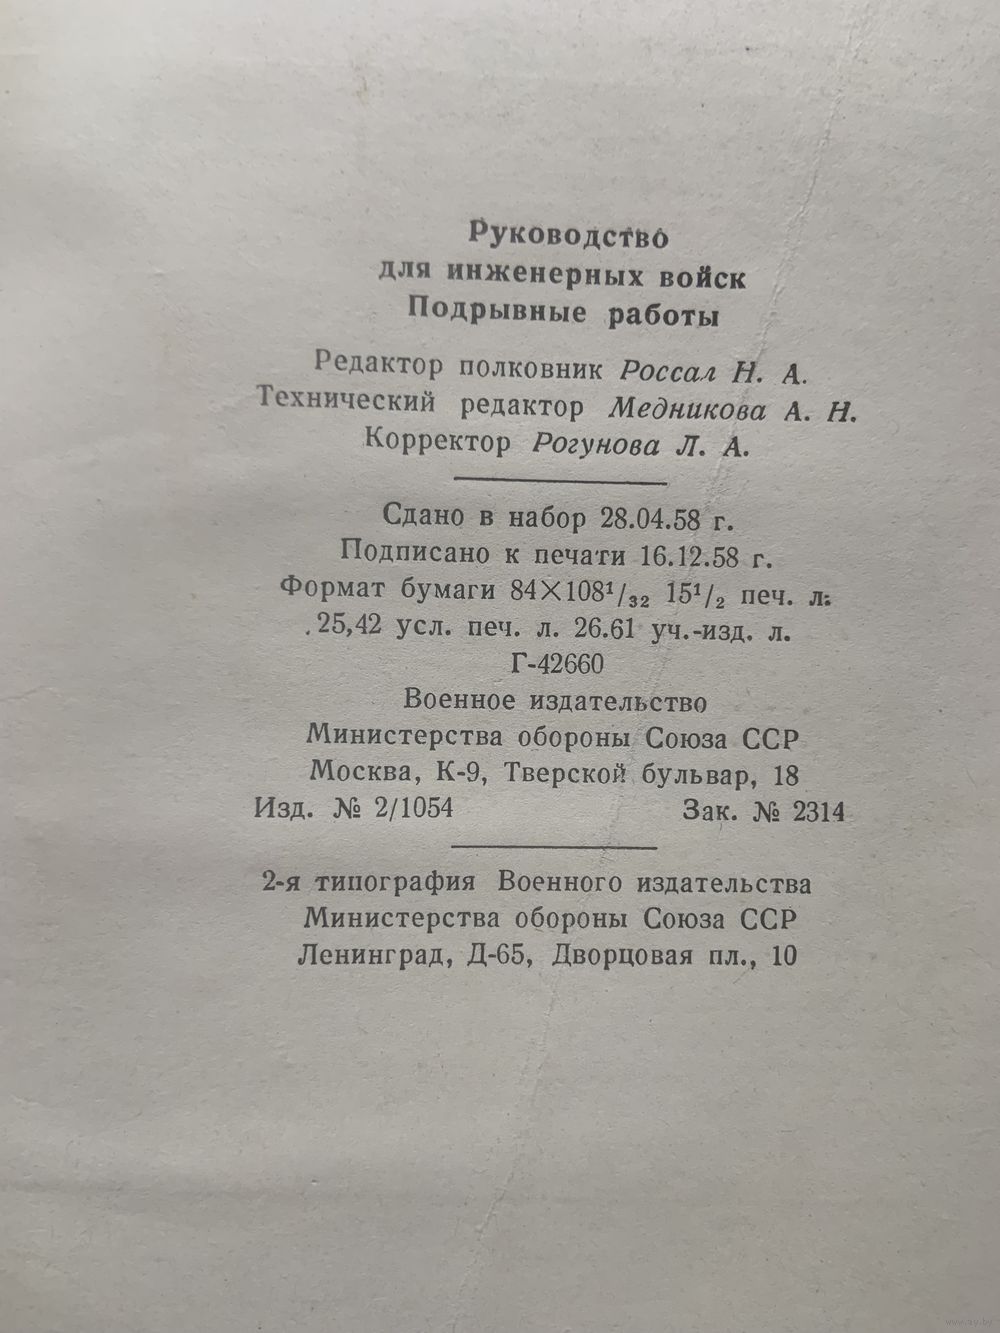 Руководство
для инженерных войск
Подрывные работы
Редактор полковник Россал Н. А.
Технический редактор Медникова А. Н.
Корректор Рогунова Л. А.
Сдано в набор 28.04.58 г.
Подписано к печати 16.12.58 г.
Формат бумаги 84×108¹/₃₂ 15¹/₂ печ. л.
25,42 усл. печ. л. 26.61 уч.-изд. л.
Г-42660
Военное издательство
Министерства обороны Союза ССР
Москва, К-9, Тверской бульвар, 18
Изд. № 2/1054 Зак. № 2314
2-я типография Военного издательства
Министерства обороны Союза ССР
Ленинград, Д-65, Дворцовая пл., 10
www.ay.by